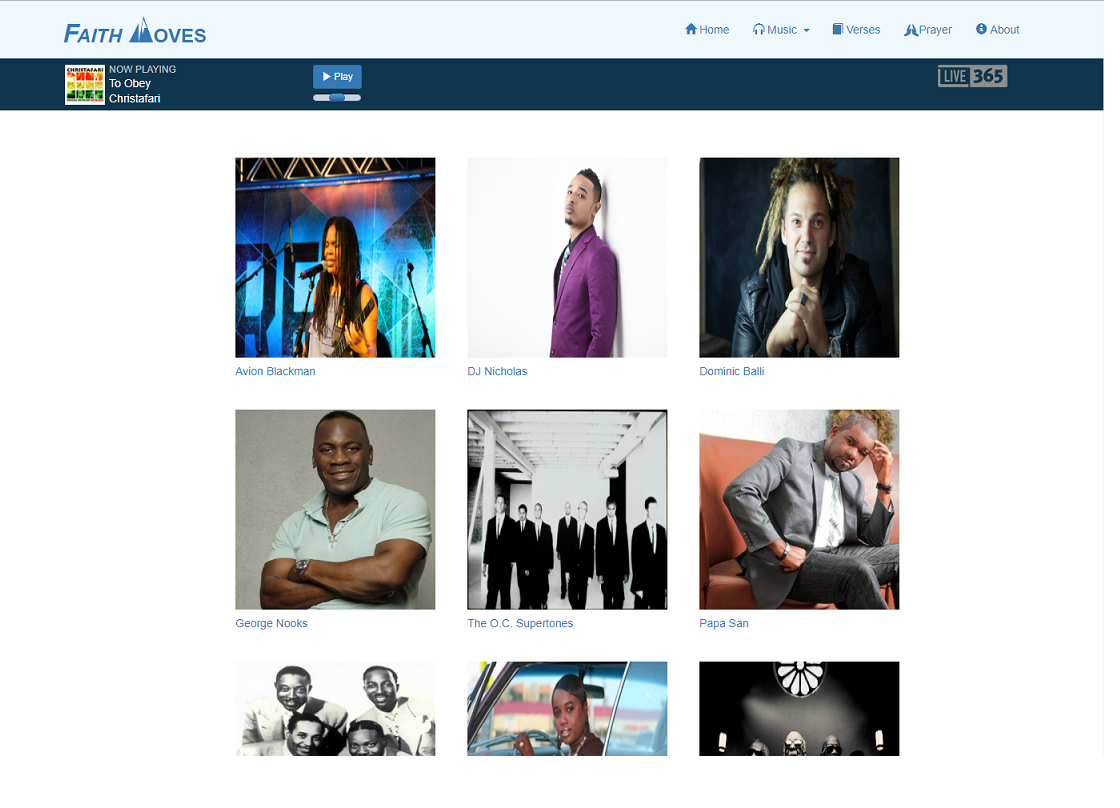 FAITH MOVES
Home Music Verses Prayer About
NOW PLAYING
To Obey
Christafari
Play
LIVE 365
CHRISTAFARI
Avion Blackman
DJ Nicholas
Dominic Balli
George Nooks
The O.C. Supertones
Papa San